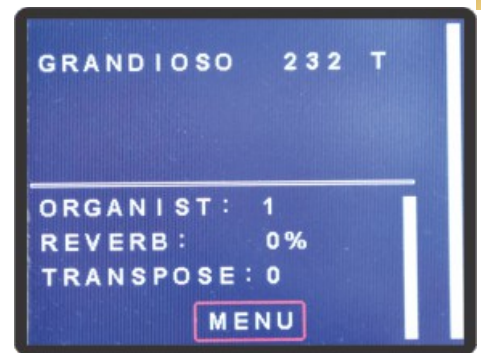 GRANDIOSO 232 T
ORGANIST: 1
REVERB: 0%
TRANSPOSE: 0
MENU